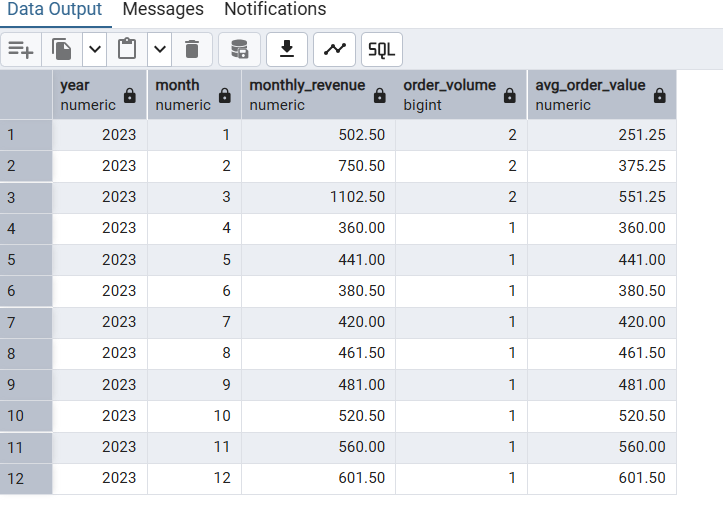 Data Output Messages Notifications
SQL
year month monthly_revenue order_volume avg_order_value
numeric numeric numeric bigint numeric
1 2023 1 502.50 2 251.25
2 2023 2 750.50 2 375.25
3 2023 3 1102.50 2 551.25
4 2023 4 360.00 1 360.00
5 2023 5 441.00 1 441.00
6 2023 6 380.50 1 380.50
7 2023 7 420.00 1 420.00
8 2023 8 461.50 1 461.50
9 2023 9 481.00 1 481.00
10 2023 10 520.50 1 520.50
11 2023 11 560.00 1 560.00
12 2023 12 601.50 1 601.50